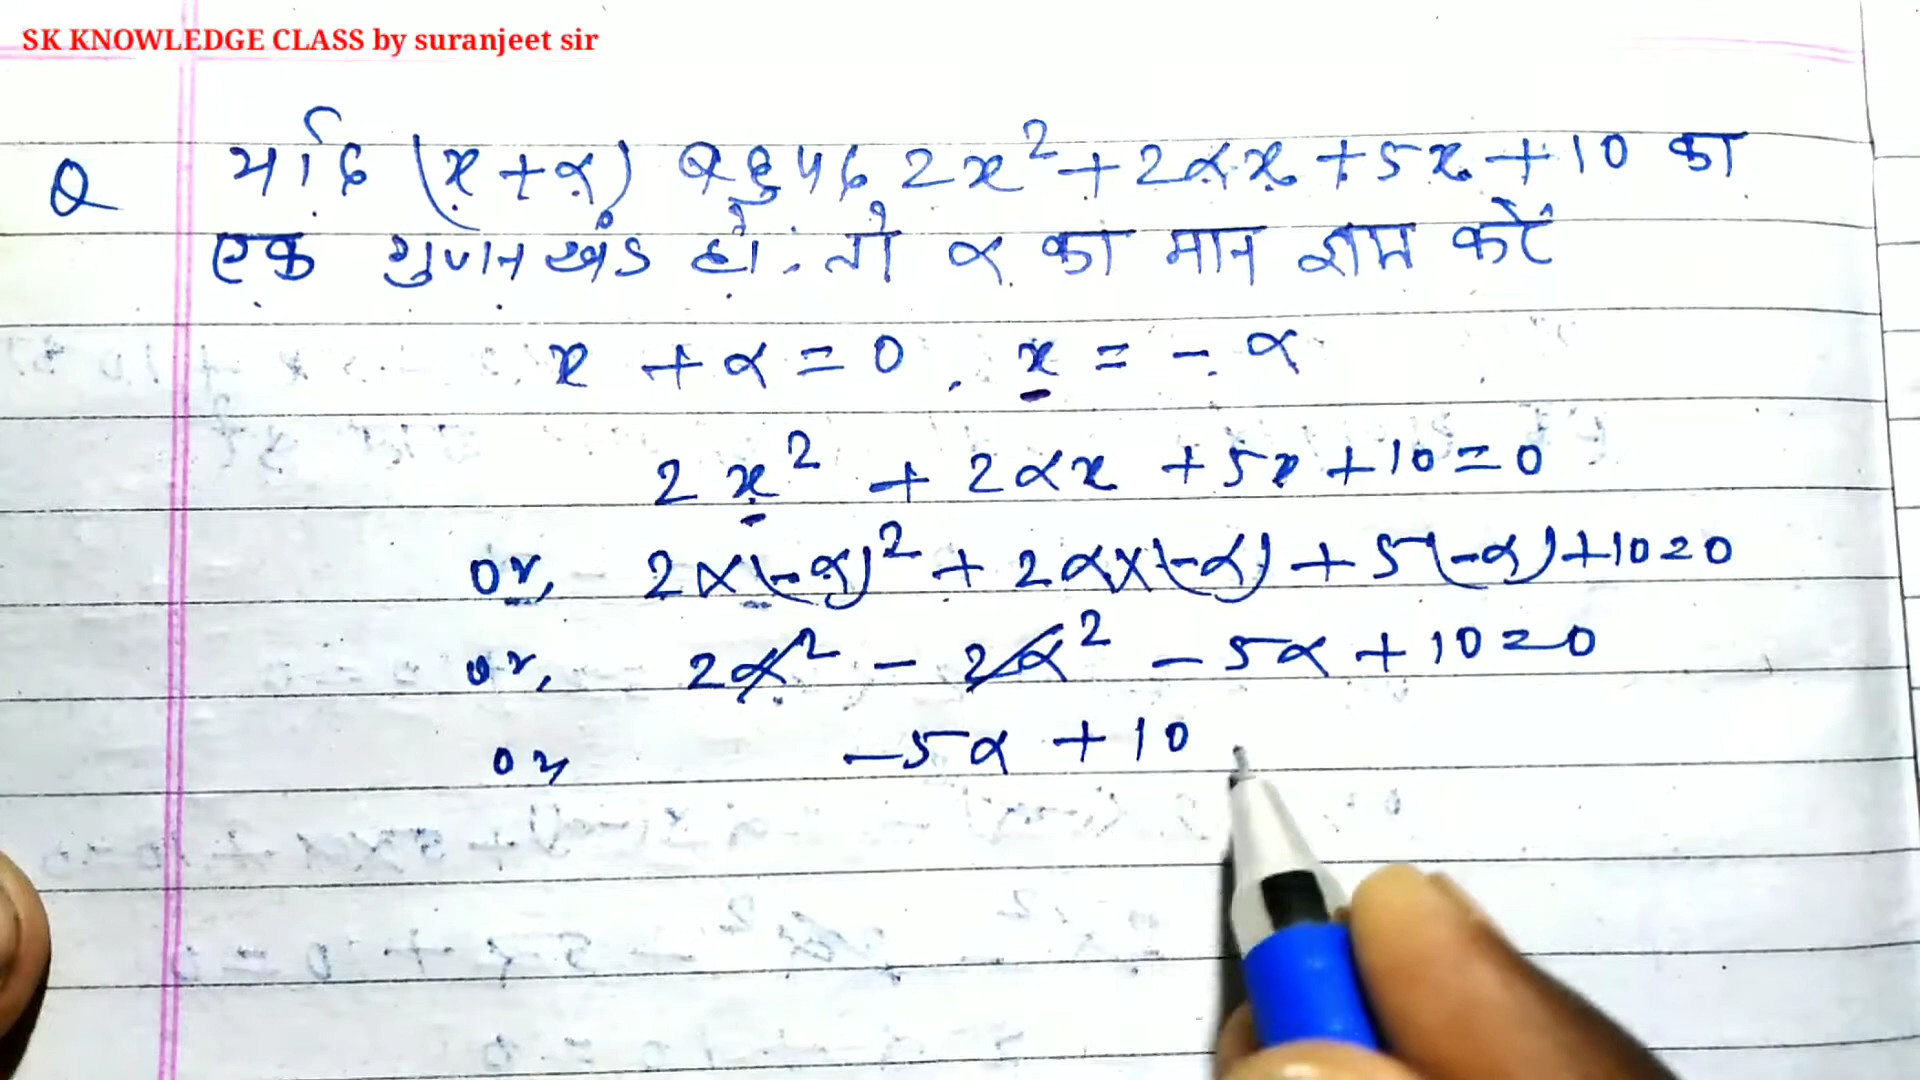 SK KNOWLEDGE CLASS by suranjeet sir
Q यदि (x+α) बहुपद 2x²+2αx+5x+10 का
एक गुणनखंड हो. तो α का मान ज्ञात करें
x + α = 0, x = - α
2x² + 2αx + 5x + 10 = 0
or, 2×(-α)² + 2α×(-α) + 5(-α) + 10 = 0
or, 2α² - 2α² - 5α + 10 = 0
or -5α + 10